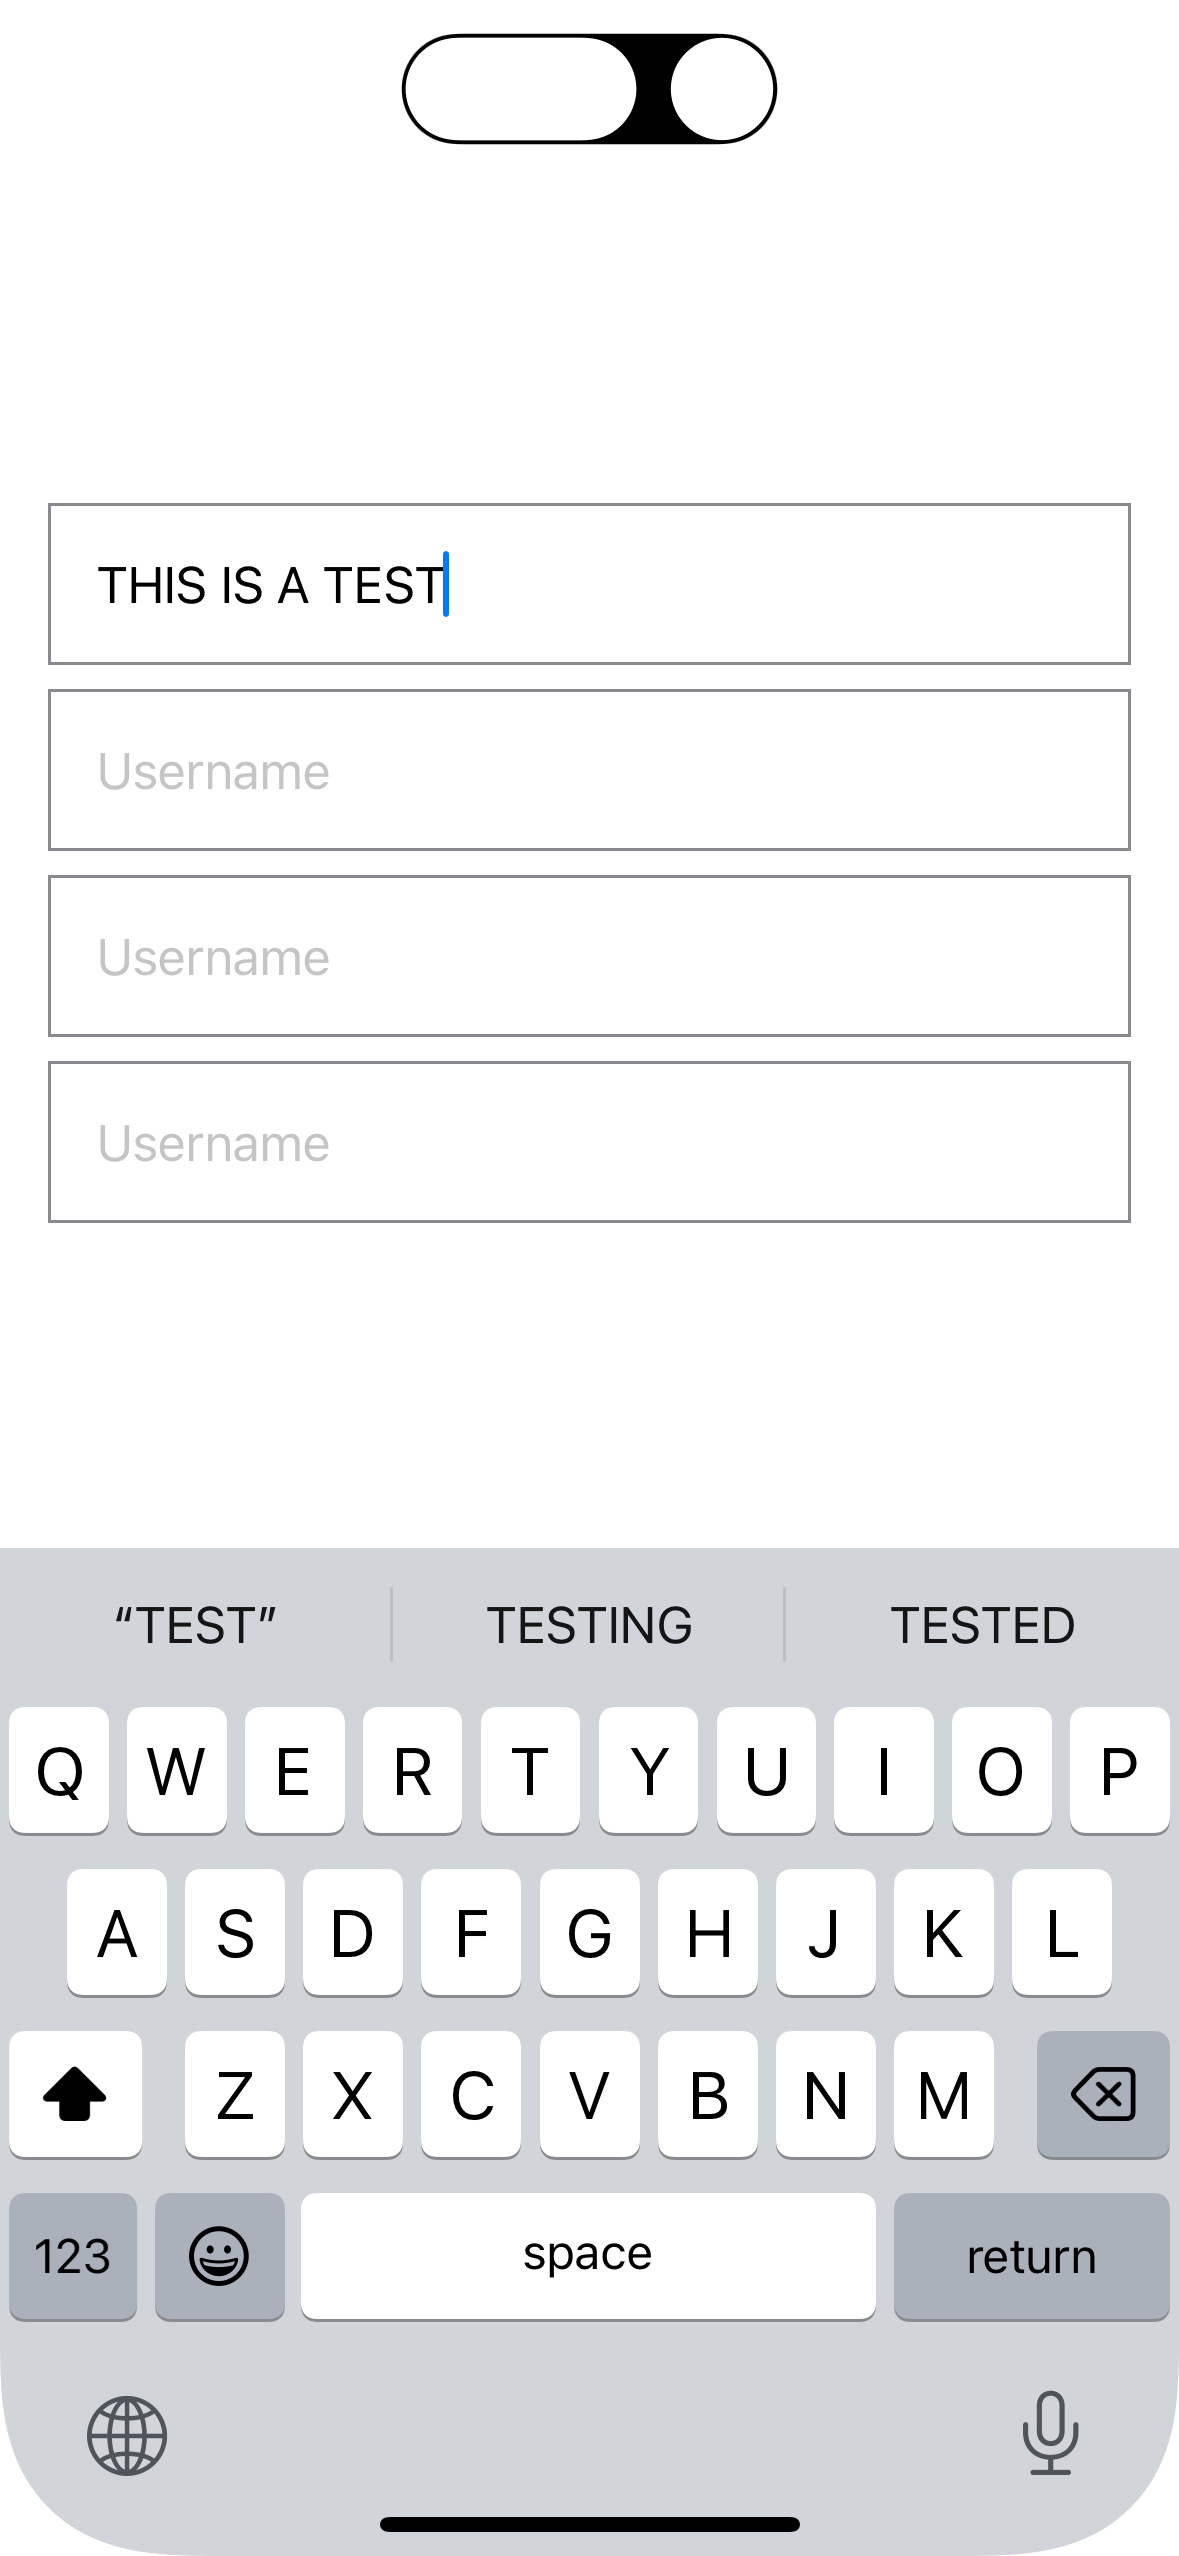 THIS IS A TEST
Username
Username
Username
“TEST” TESTING TESTED
Q W E R T Y U I O P
A S D F G H J K L
Z X C V B N M
123 space return